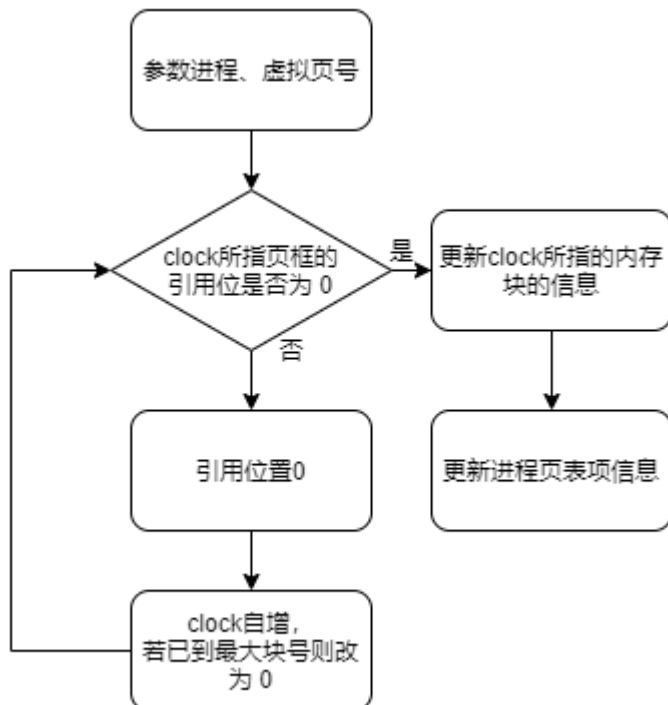 参数进程、虚拟页号
clock所指页框的
引用位是否为 0
是
更新clock所指的内存
块的信息
否
引用位置0
更新进程页表项信息
clock自增，
若已到最大块号则改
为 0